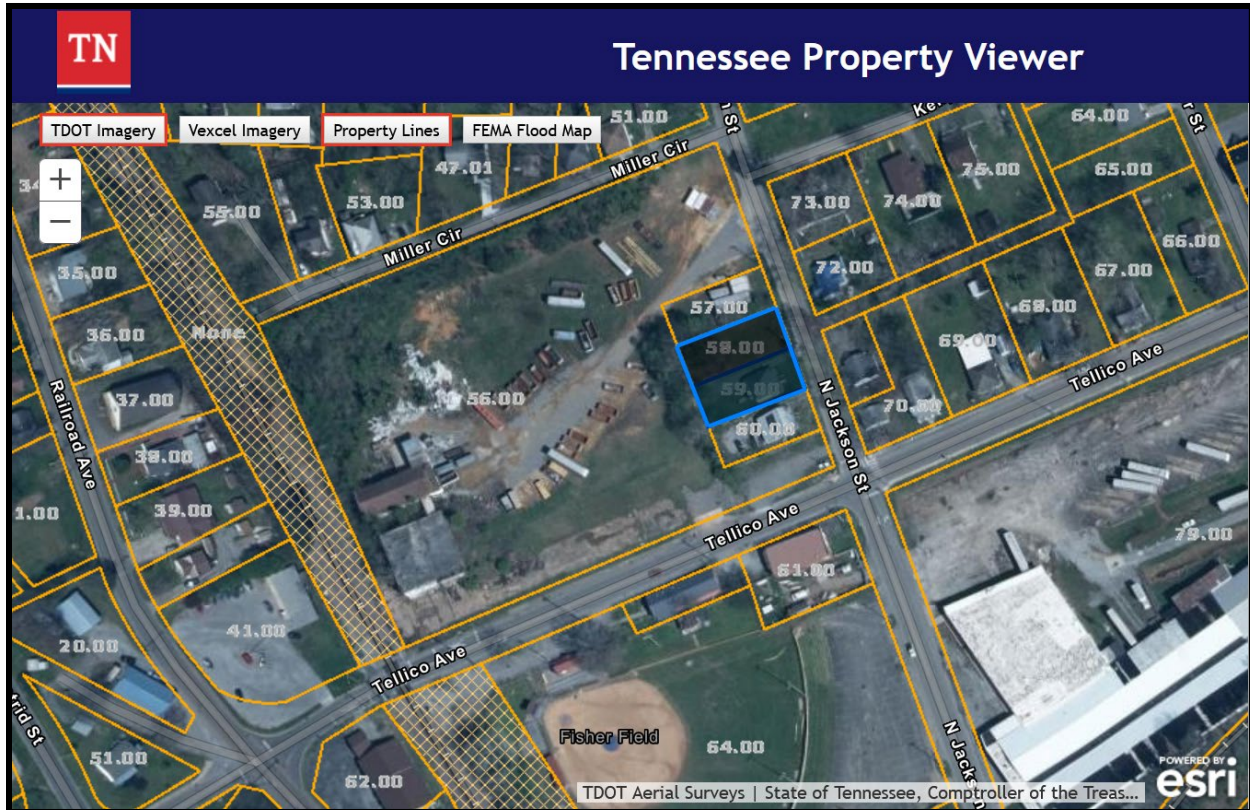 TN
Tennessee Property Viewer
TDOT Imagery
Vexcel Imagery
Property Lines
FEMA Flood Map
+
−
51.00
64.00
47.01
Miller Cir
75.00
65.00
55.00
53.00
73.00
74.00
Miller Cir
66.00
35.00
72.00
67.00
57.00
68.00
36.00
None
58.00
69.00
Tellico Ave
59.00
37.00
56.00
N Jackson St
60.00
Railroad Ave
38.00
39.00
1.00
Tellico Ave
79.00
61.00
41.00
20.00
Tellico Ave
Fisher Field
64.00
N Jackson
51.00
62.00
TDOT Aerial Surveys | State of Tennessee, Comptroller of the Treas...
POWERED BY
esri